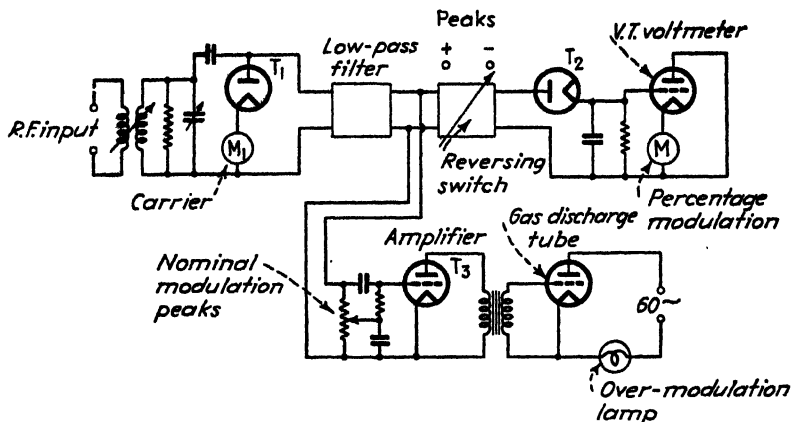 Peaks
+ -
V.T. voltmeter
Low-pass
filter
T1
T2
R.F. input
M1
M
Carrier
Reversing
switch
Percentage
modulation
Gas discharge
tube
Amplifier
T3
Nominal
modulation
peaks
60~
Over-modulation
lamp